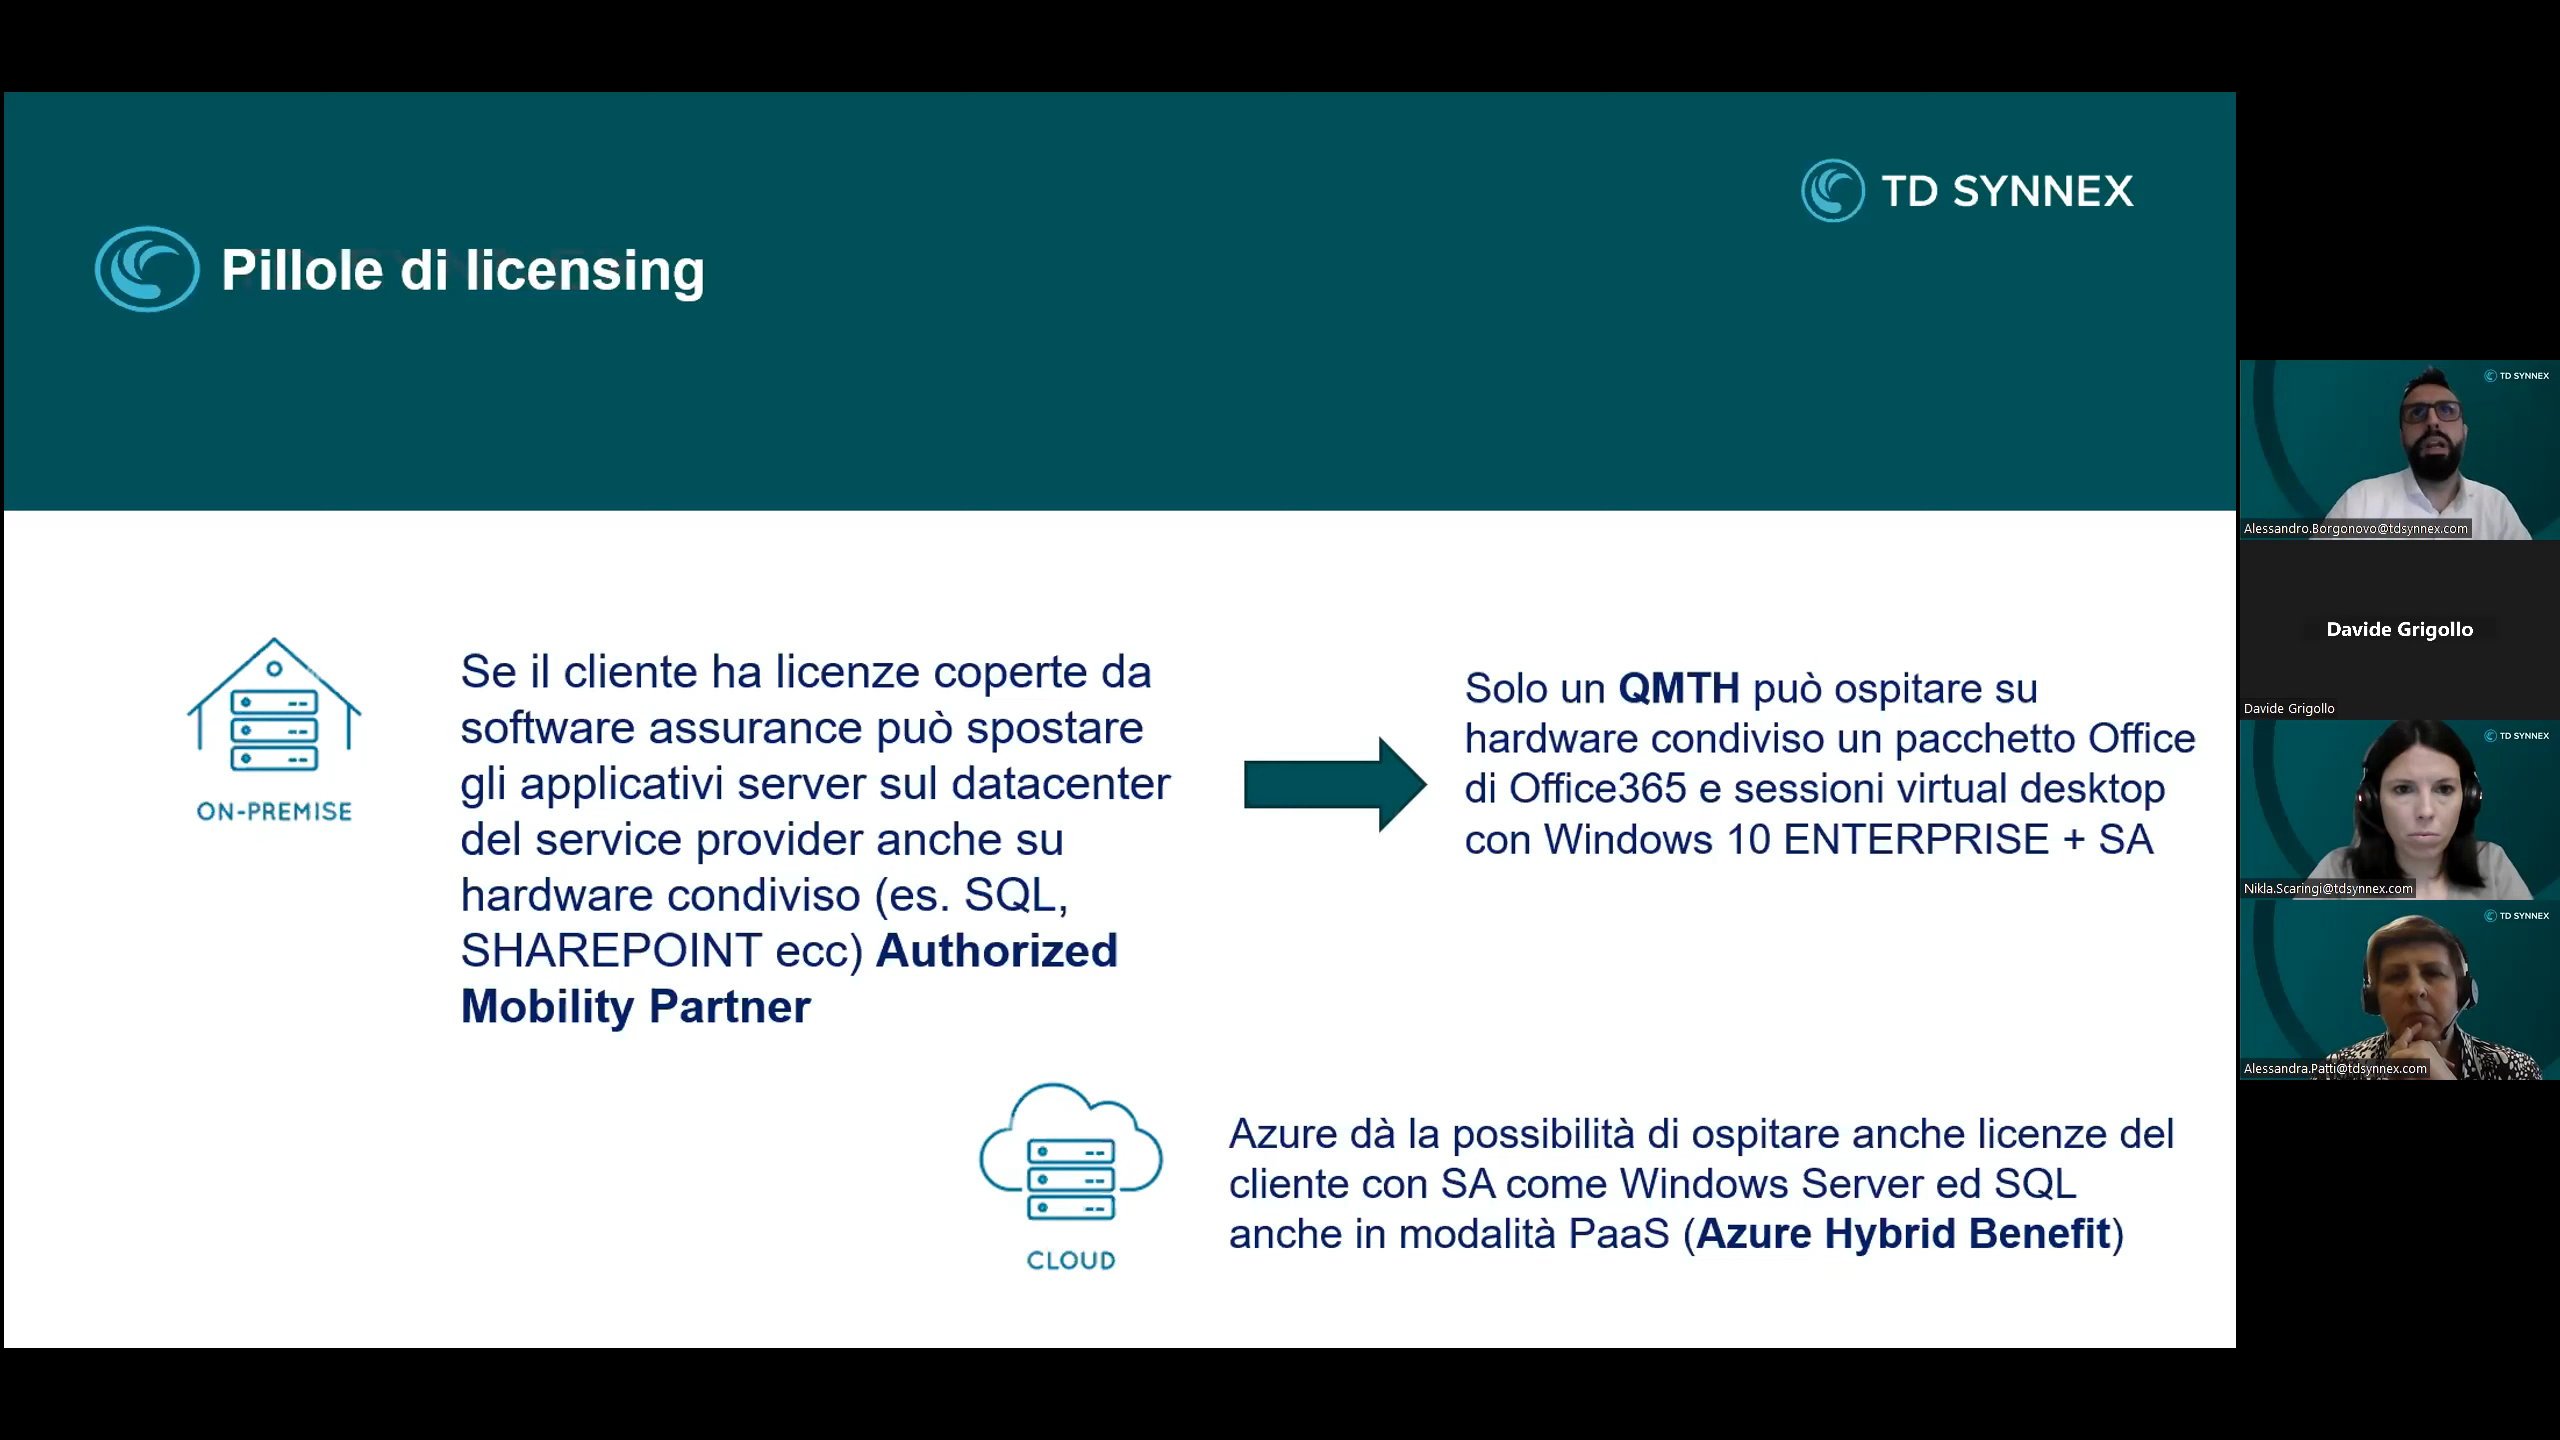 TD SYNNEX
Pillole di licensing
ON-PREMISE
Se il cliente ha licenze coperte da
software assurance può spostare
gli applicativi server sul datacenter
del service provider anche su
hardware condiviso (es. SQL,
SHAREPOINT ecc) Authorized
Mobility Partner
Solo un QMTH può ospitare su
hardware condiviso un pacchetto Office
di Office365 e sessioni virtual desktop
con Windows 10 ENTERPRISE + SA
CLOUD
Azure dà la possibilità di ospitare anche licenze del
cliente con SA come Windows Server ed SQL
anche in modalità PaaS (Azure Hybrid Benefit)
TD SYNNEX
Alessandro.Borgonovo@tdsynnex.com
Davide Grigollo
Davide Grigollo
TD SYNNEX
Nikla.Scaringi@tdsynnex.com
TD SYNNEX
Alessandra.Patti@tdsynnex.com